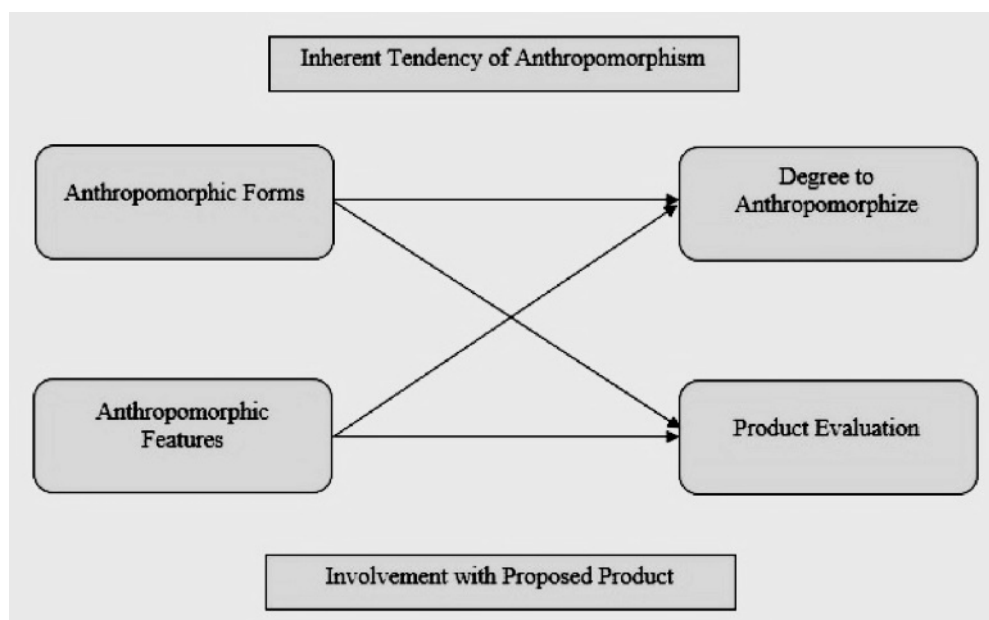 Inherent Tendency of Anthropomorphism
Anthropomorphic Forms
Degree to
Anthropomorphize
Anthropomorphic
Features
Product Evaluation
Involvement with Proposed Product